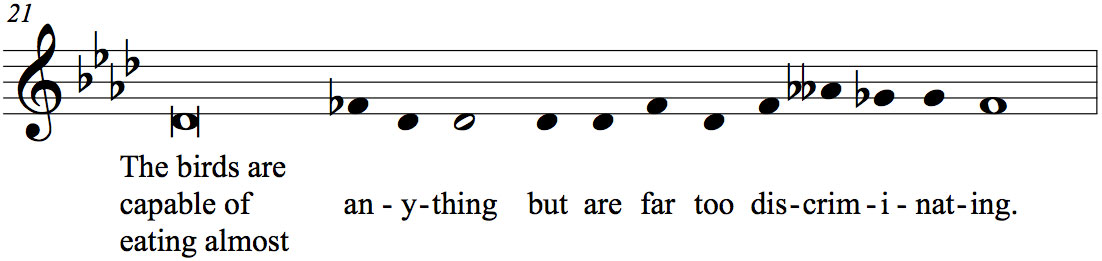 21
The birds are
capable of an - y - thing but are far too dis - crim - i - nat - ing.
eating almost